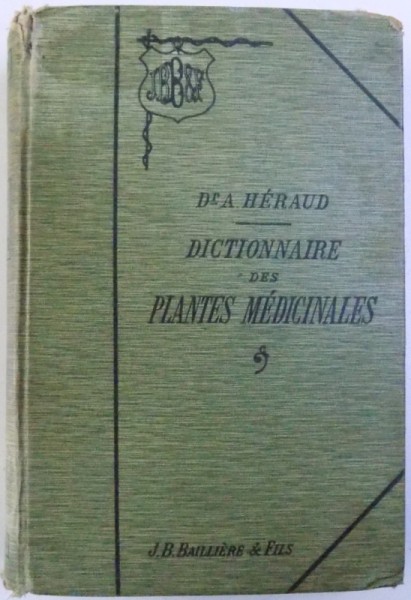 J.B.B&F
Dr A HÉRAUD
DICTIONNAIRE
DES
PLANTES MÉDICINALES
J. B. BAILLIÈRE & FILS